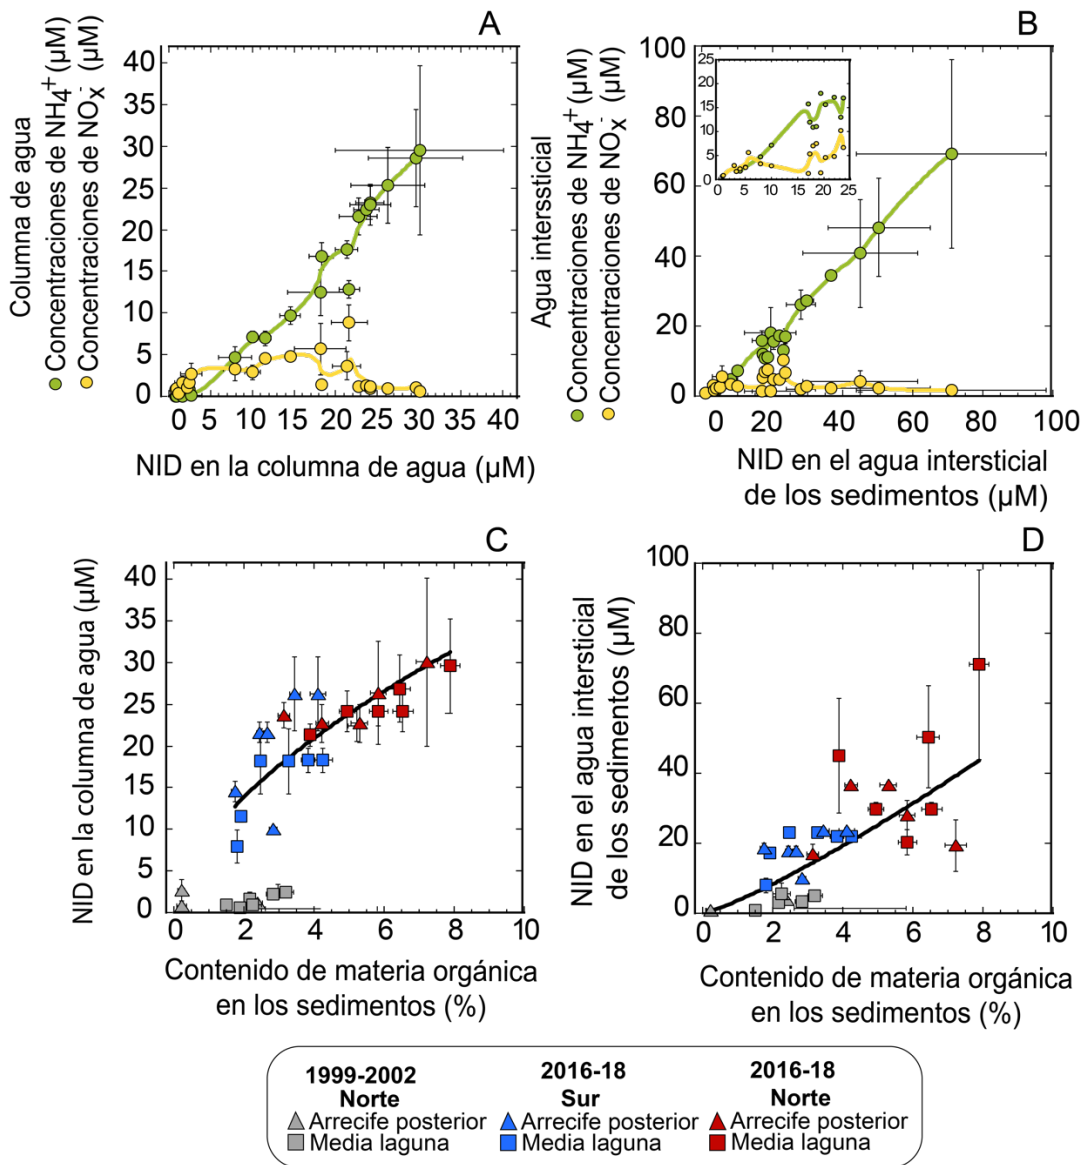 A
Columna de agua
Concentraciones de NH4+ (µM)
Concentraciones de NOx- (µM)
40
35
30
25
20
15
10
5
0
0 5 10 15 20 25 30 35 40
NID en la columna de agua (µM)
B
Agua interssticial
Concentraciones de NH4+ (µM)
Concentraciones de NOx- (µM)
100
80
60
40
20
0
25
20
15
10
5
0
0 5 10 15 20 25
0 20 40 60 80 100
NID en el agua intersticial
de los sedimentos (µM)
C
NID en la columna de agua (µM)
40
35
30
25
20
15
10
5
0
0 2 4 6 8 10
Contenido de materia orgánica
en los sedimentos (%)
D
NID en el agua intersticial
de los sedimentos (µM)
100
80
60
40
20
0
0 2 4 6 8 10
Contenido de materia orgánica
en los sedimentos (%)
1999-2002 2016-18 2016-18
Norte Sur Norte
Arrecife posterior Arrecife posterior Arrecife posterior
Media laguna Media laguna Media laguna